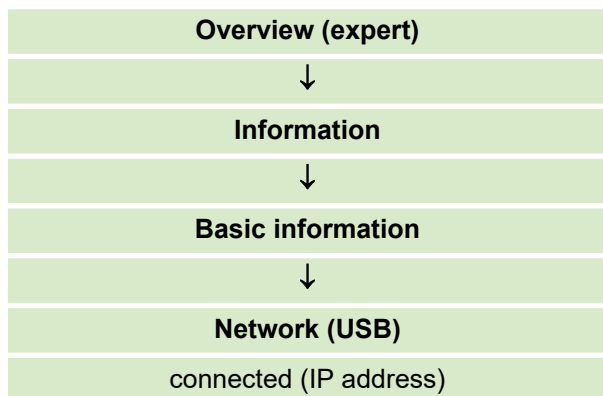 Overview (expert)
↓
Information
↓
Basic information
↓
Network (USB)
connected (IP address)